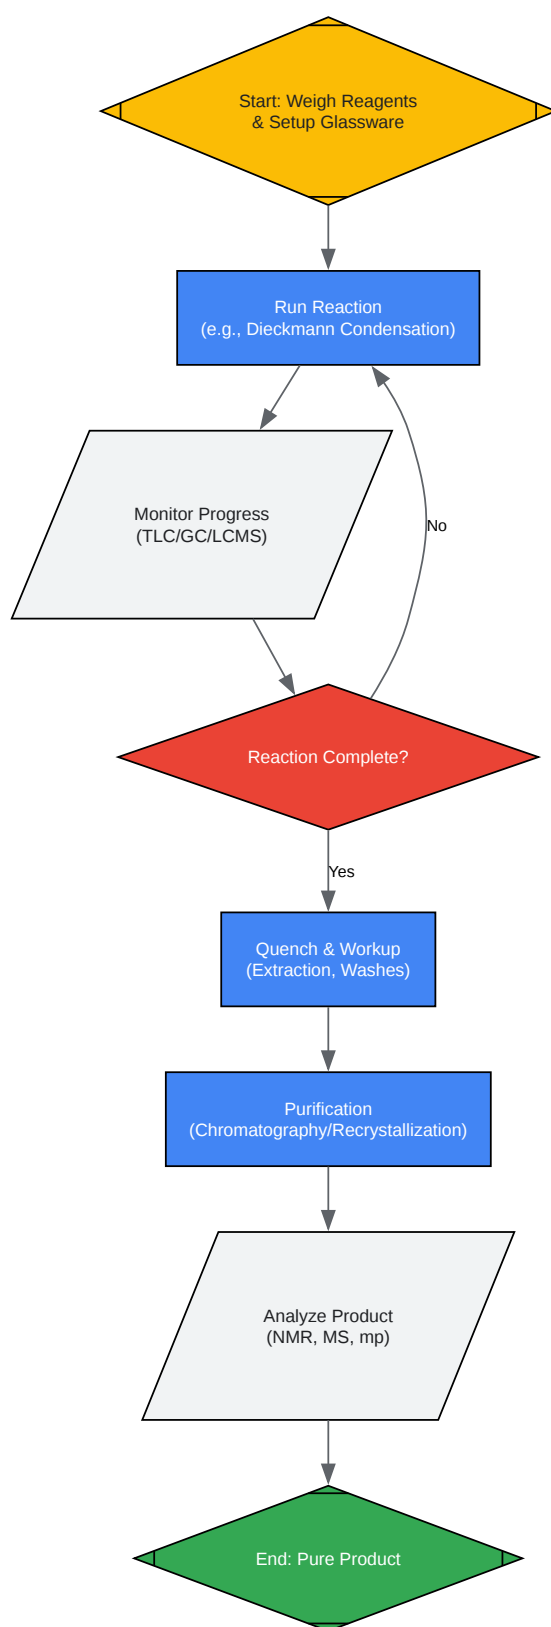 Start: Weigh Reagents
& Setup Glassware
Run Reaction
(e.g., Dieckmann Condensation)
Monitor Progress
(TLC/GC/LCMS)
No
Reaction Complete?
Yes
Quench & Workup
(Extraction, Washes)
Purification
(Chromatography/Recrystallization)
Analyze Product
(NMR, MS, mp)
End: Pure Product